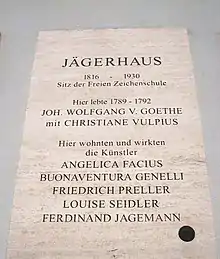 JÄGERHAUS
1816 - 1930
Sitz der Freien Zeichenschule
Hier lebte 1789 - 1792
JOH. WOLFGANG V. GOETHE
mit CHRISTIANE VULPIUS
Hier wohnten und wirkten
die Künstler
ANGELICA FACIUS
BUONAVENTURA GENELLI
FRIEDRICH PRELLER
LOUISE SEIDLER
FERDINAND JAGEMANN